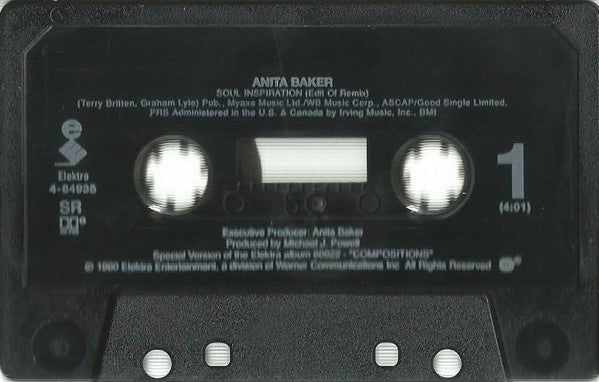 ANITA BAKER
SOUL INSPIRATION (Edit Of Remix)
(Terry Britten, Graham Lyle) Pub., Myaxe Music Ltd./WB Music Corp., ASCAP/Good Single Limited,
PRS Administered in the U.S. & Canada by Irving Music, Inc., BMI
e
Elektra
4-64935
SR
1
(4:01)
Executive Producer: Anita Baker
Produced by Michael J. Powell
Special Version of the Elektra album 60922 - "COMPOSITIONS"
© 1990 Elektra Entertainment, a division of Warner Communications Inc. All Rights Reserved